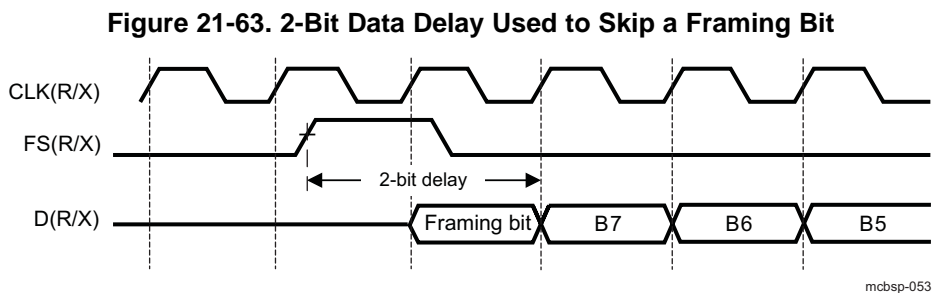 Figure 21-63. 2-Bit Data Delay Used to Skip a Framing Bit
CLK(R/X)
FS(R/X)
2-bit delay
D(R/X)
Framing bit
B7
B6
B5
mcbsp-053